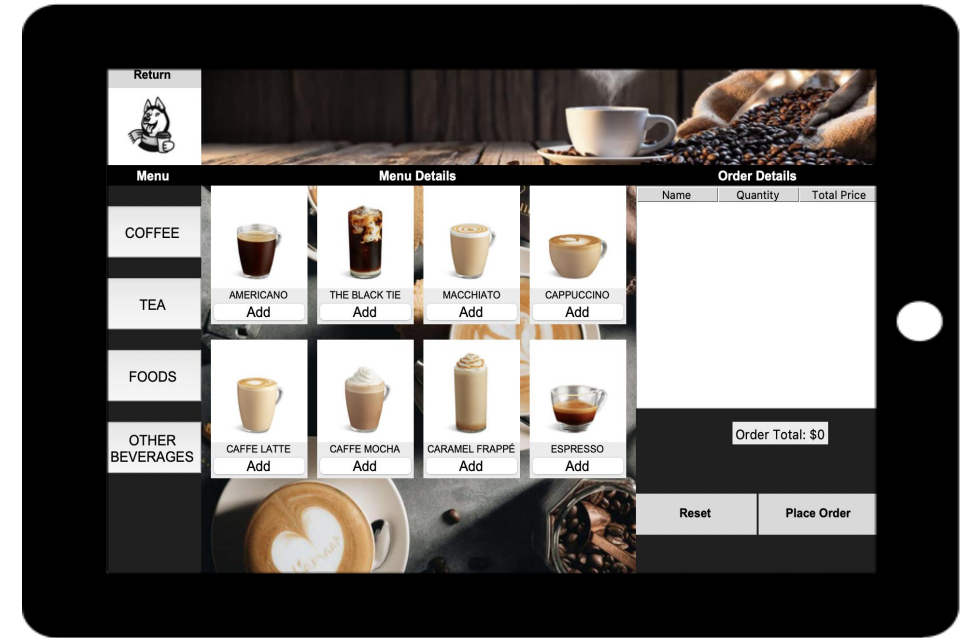 Return
Menu
Menu Details
Order Details
Name Quantity Total Price
COFFEE
TEA
FOODS
OTHER
BEVERAGES
AMERICANO
Add
THE BLACK TIE
Add
MACCHIATO
Add
CAPPUCCINO
Add
CAFFE LATTE
Add
CAFFE MOCHA
Add
CARAMEL FRAPPÉ
Add
ESPRESSO
Add
Order Total: $0
Reset
Place Order